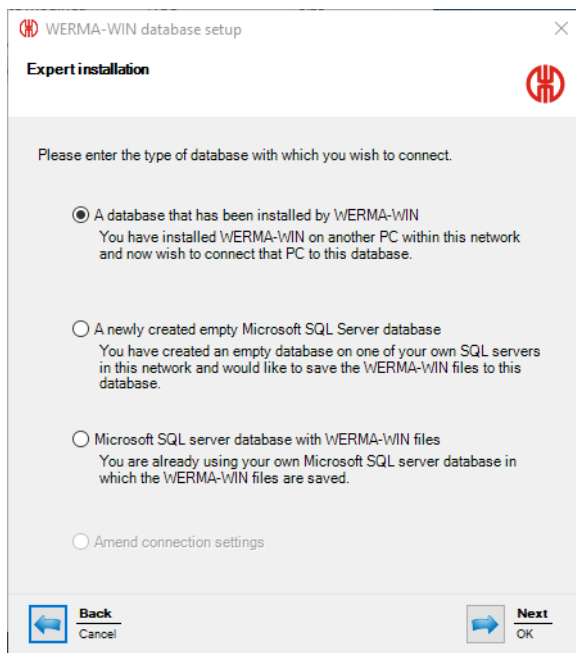 WERMA-WIN database setup
Expert installation
Please enter the type of database with which you wish to connect.
A database that has been installed by WERMA-WIN
You have installed WERMA-WIN on another PC within this network
and now wish to connect that PC to this database.
A newly created empty Microsoft SQL Server database
You have created an empty database on one of your own SQL servers
in this network and would like to save the WERMA-WIN files to this
database.
Microsoft SQL server database with WERMA-WIN files
You are already using your own Microsoft SQL server database in
which the WERMA-WIN files are saved.
Amend connection settings
Back
Cancel
Next
OK